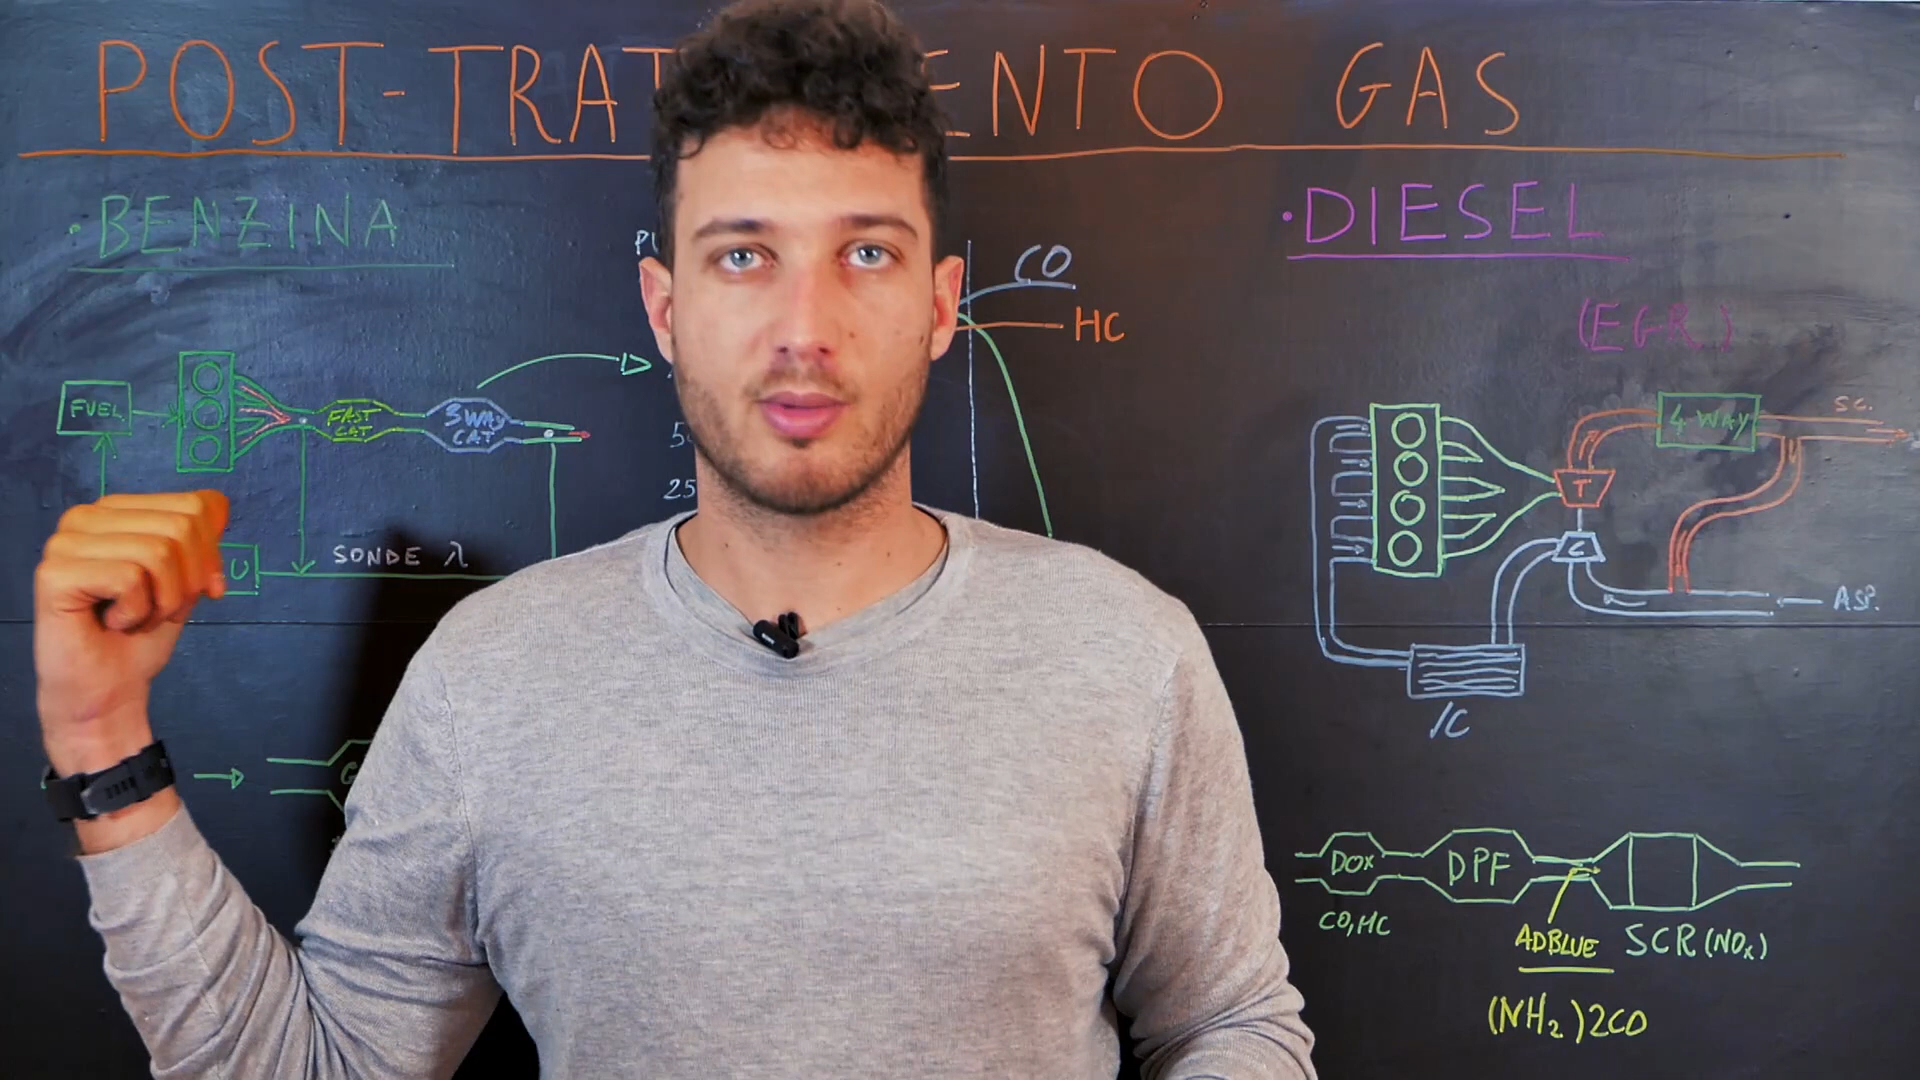 POST-TRAT ENTO GAS
BENZINA
DIESEL
CO
HC
(EGR)
FUEL
FAST
CAT
3 WAY
CAT
4 WAY
SC.
T
C
25
SONDE λ
ASP.
IC
DOx
DPF
CO,HC
ADBLUE
SCR (NOx)
(NH2)2CO